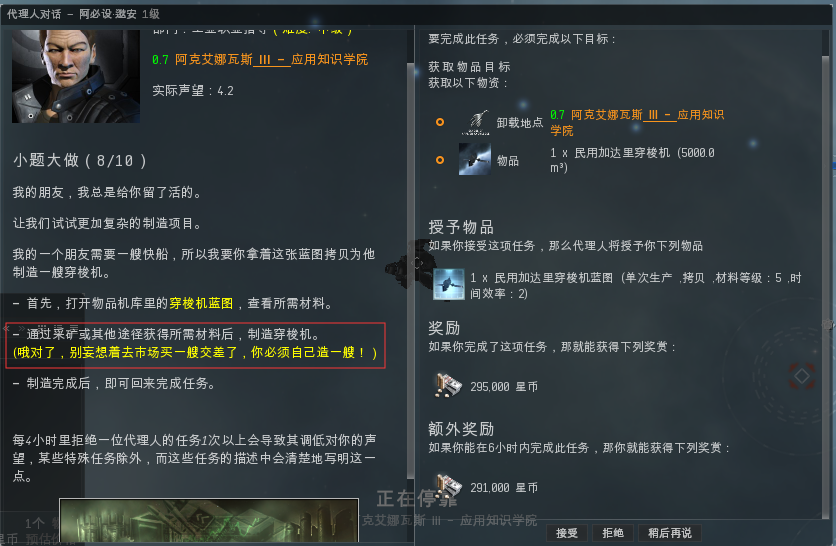 代理人对话 - 阿必设·邀安 1级
部门：工业职业指导（难度：中级）
0.7 阿克艾娜瓦斯 III - 应用知识学院
实际声望：4.2
小题大做（8/10）
我的朋友，我总是给你留了活的。
让我们试试更加复杂的制造项目。
我的一个朋友需要一艘快船，所以我要你拿着这张蓝图拷贝为他
制造一艘穿梭机。
- 首先，打开物品机库里的穿梭机蓝图，查看所需材料。
- 通过采矿或其他途径获得所需材料后，制造穿梭机。
(哦对了，别妄想着去市场买一艘交差了，你必须自己造一艘！)
- 制造完成后，即可回来完成任务。
每4小时里拒绝一位代理人的任务1次以上会导致其调低对你的声
望，某些特殊任务除外，而这些任务的描述中会清楚地写明这一
点。
要完成此任务，必须完成以下目标：
获取物品目标
获取以下物资：
卸载地点
0.7 阿克艾娜瓦斯 III - 应用知识
学院
物品
1 x 民用加达里穿梭机 (5000.0
m³)
授予物品
如果你接受这项任务，那么代理人将授予你下列物品
1 x 民用加达里穿梭机蓝图 (单次生产 ,拷贝 ,材料等级：5 ,时
间效率：2)
奖励
如果你完成了这项任务，那就能获得下列奖赏：
295,000 星币
额外奖励
如果你能在6小时内完成此任务，那你就能获得下列奖赏：
291,000 星币
正在停靠
克艾娜瓦斯 III - 应用知识学院
接受
拒绝
稍后再说
1个
星币 预估价格